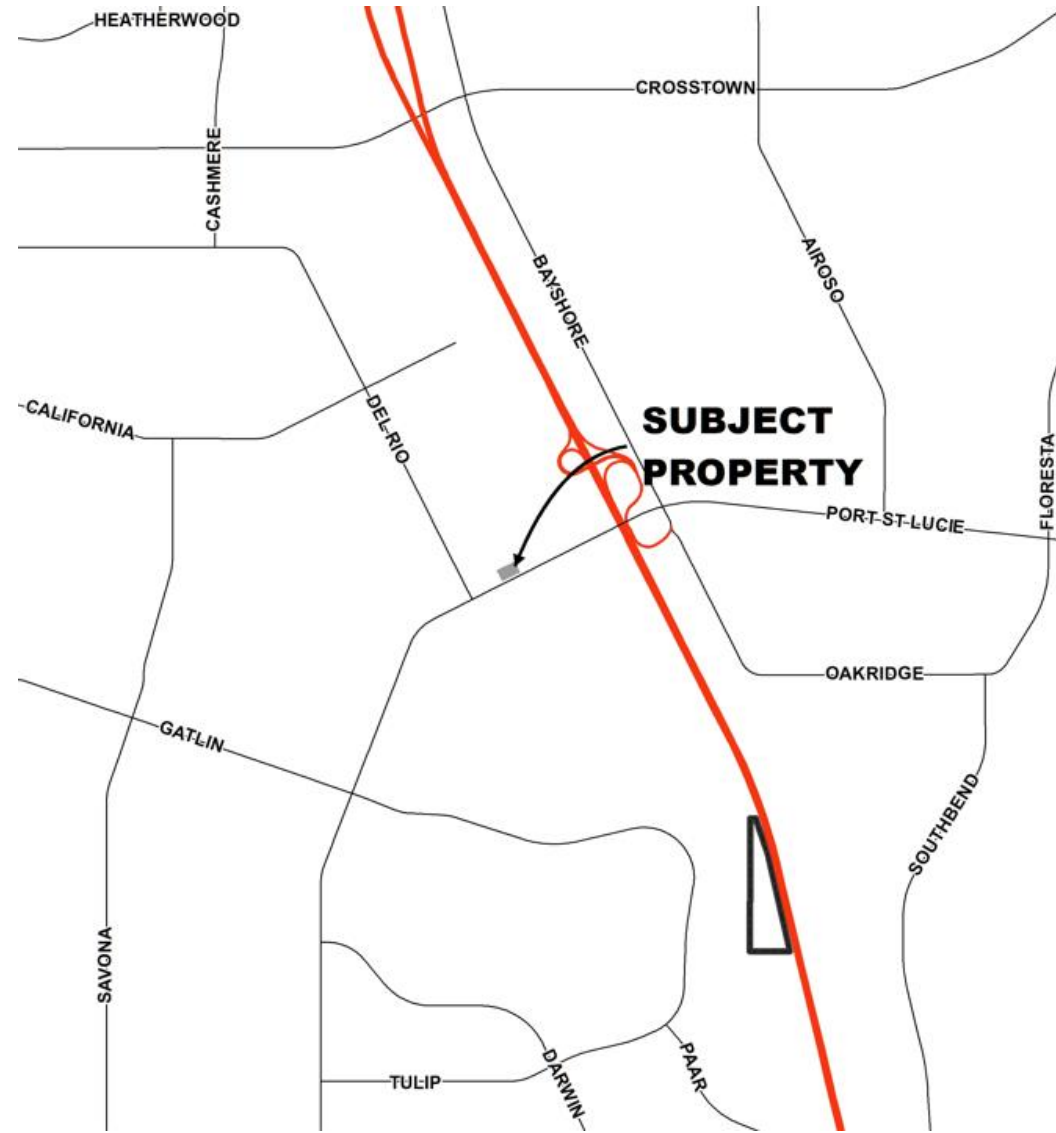 HEATHERWOOD
CROSSTOWN
CASHMERE
BAYSHORE
AIROSO
CALIFORNIA
DEL RIO
SUBJECT
PROPERTY
FLORESTA
PORT ST LUCIE
OAKRIDGE
GATLIN
SOUTHBEND
SAVONA
DARWIN
PAAR
TULIP